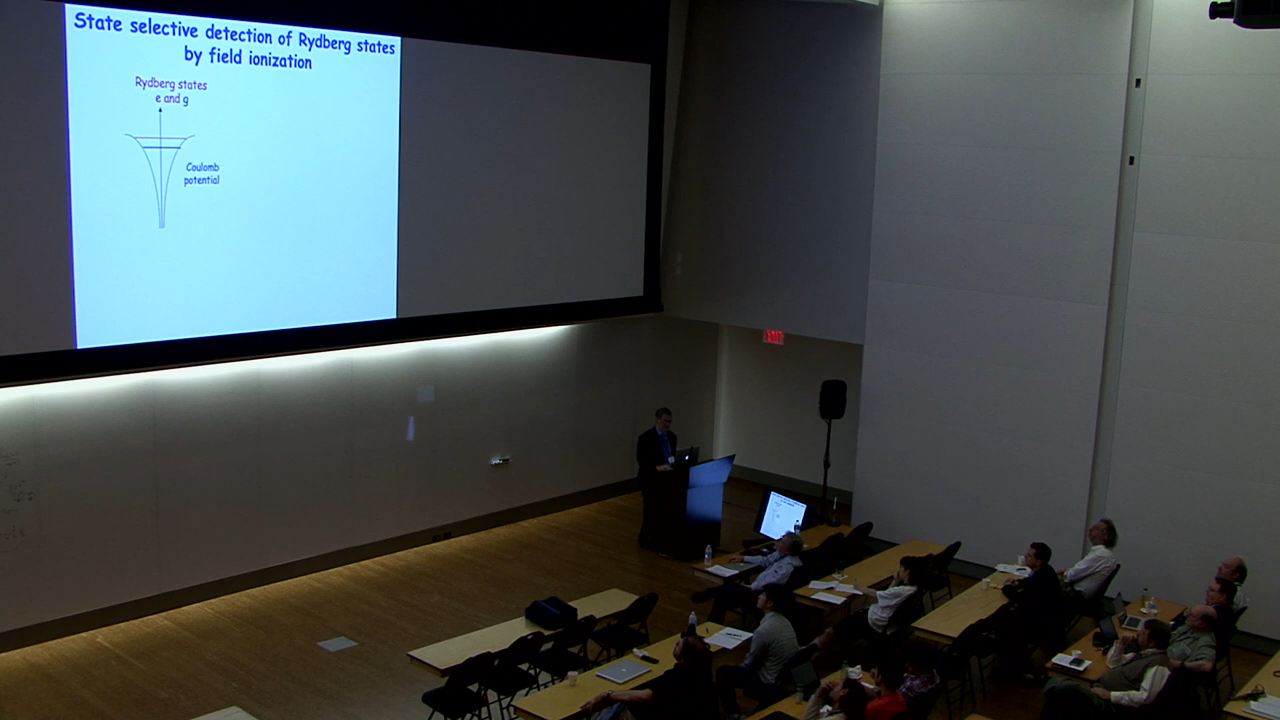 State selective detection of Rydberg states
by field ionization
Rydberg states
e and g
Coulomb
potential